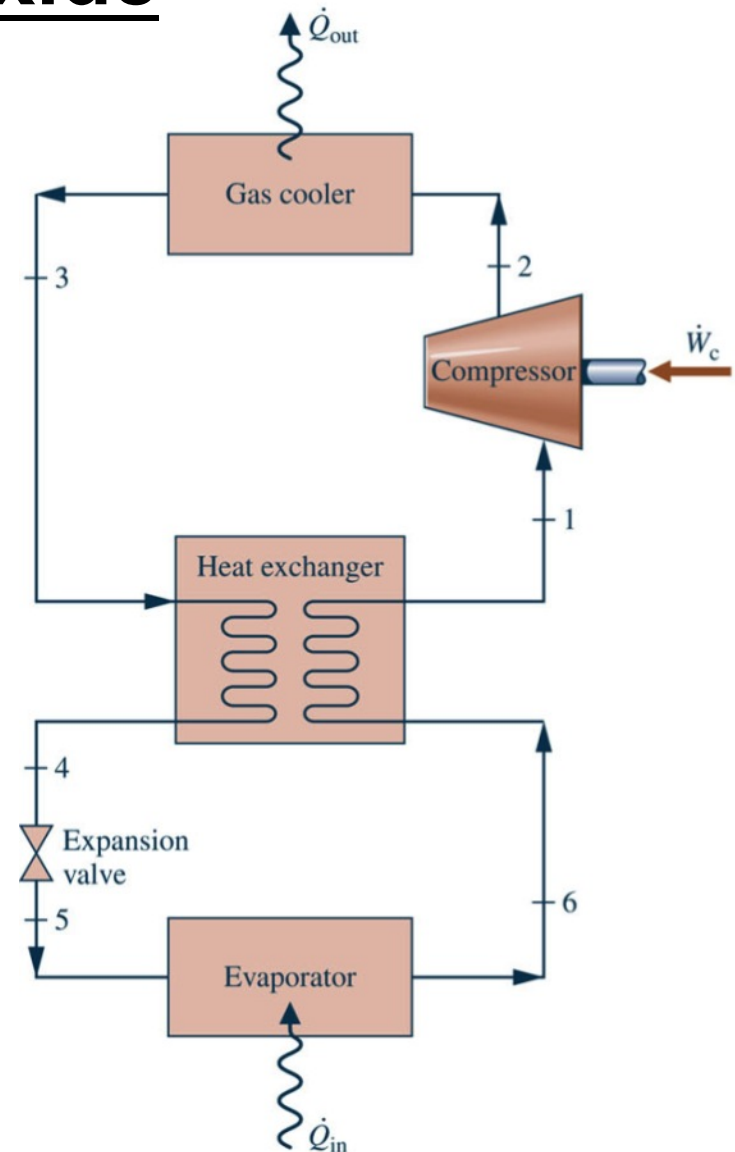 Q̇out
Gas cooler
3
2
Ẇc
Compressor
1
Heat exchanger
4
Expansion
valve
5
6
Evaporator
Q̇in